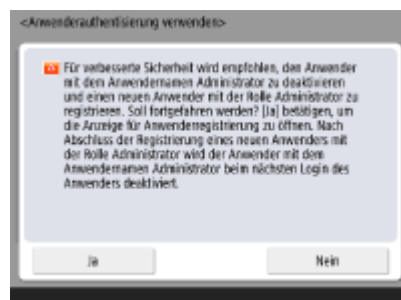 <Anwenderauthentisierung verwenden>
Für verbesserte Sicherheit wird empfohlen, den Anwender
mit dem Anwendernamen Administrator zu deaktivieren
und einen neuen Anwender mit der Rolle Administrator zu
registrieren. Soll fortgefahren werden? [Ja] betätigen, um
die Anzeige für Anwenderregistrierung zu öffnen. Nach
Abschluss der Registrierung eines neuen Anwenders mit
der Rolle Administrator wird der Anwender mit dem
Anwendernamen Administrator beim nächsten Login des
Anwenders deaktiviert.
Ja
Nein